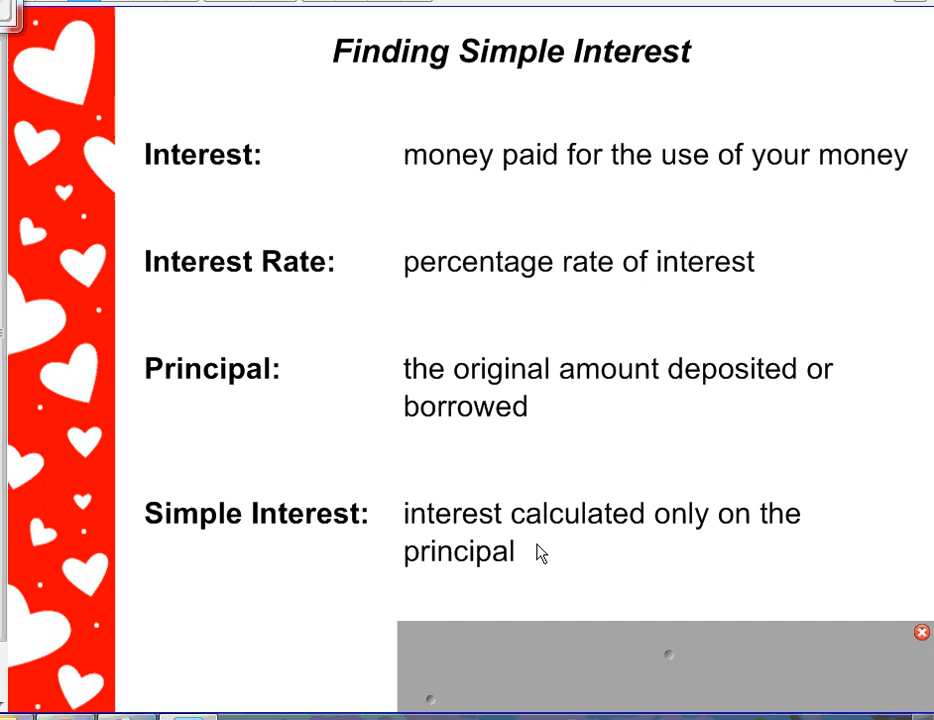 Finding Simple Interest
Interest: money paid for the use of your money
Interest Rate: percentage rate of interest
Principal: the original amount deposited or
borrowed
Simple Interest: interest calculated only on the
principal